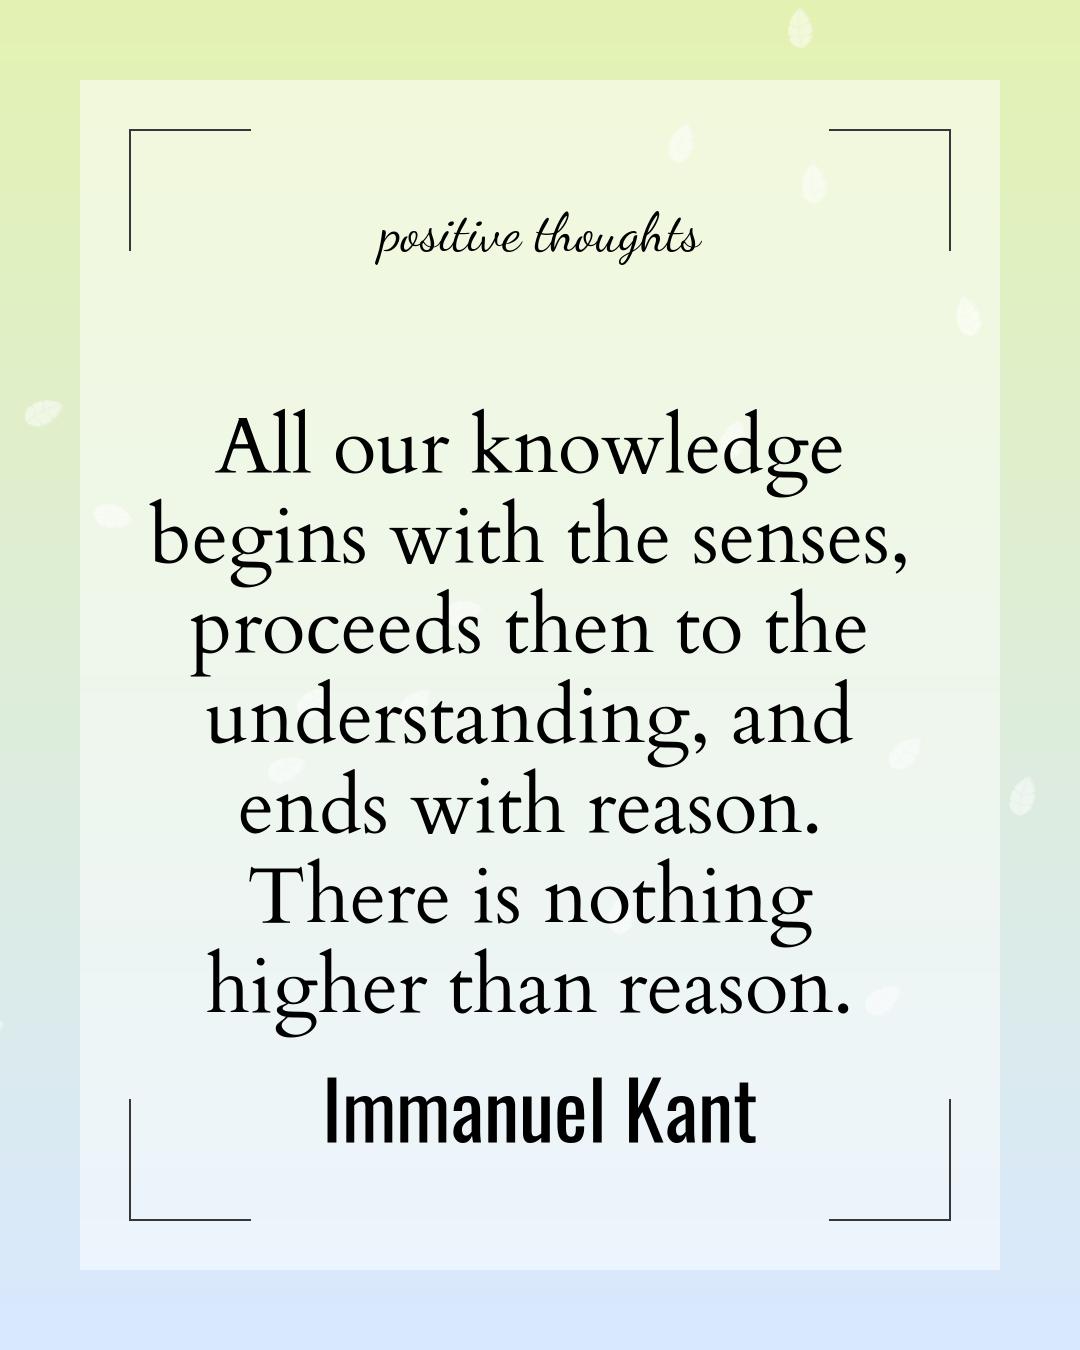 positive thoughts
All our knowledge
begins with the senses,
proceeds then to the
understanding, and
ends with reason.
There is nothing
higher than reason.
Immanuel Kant